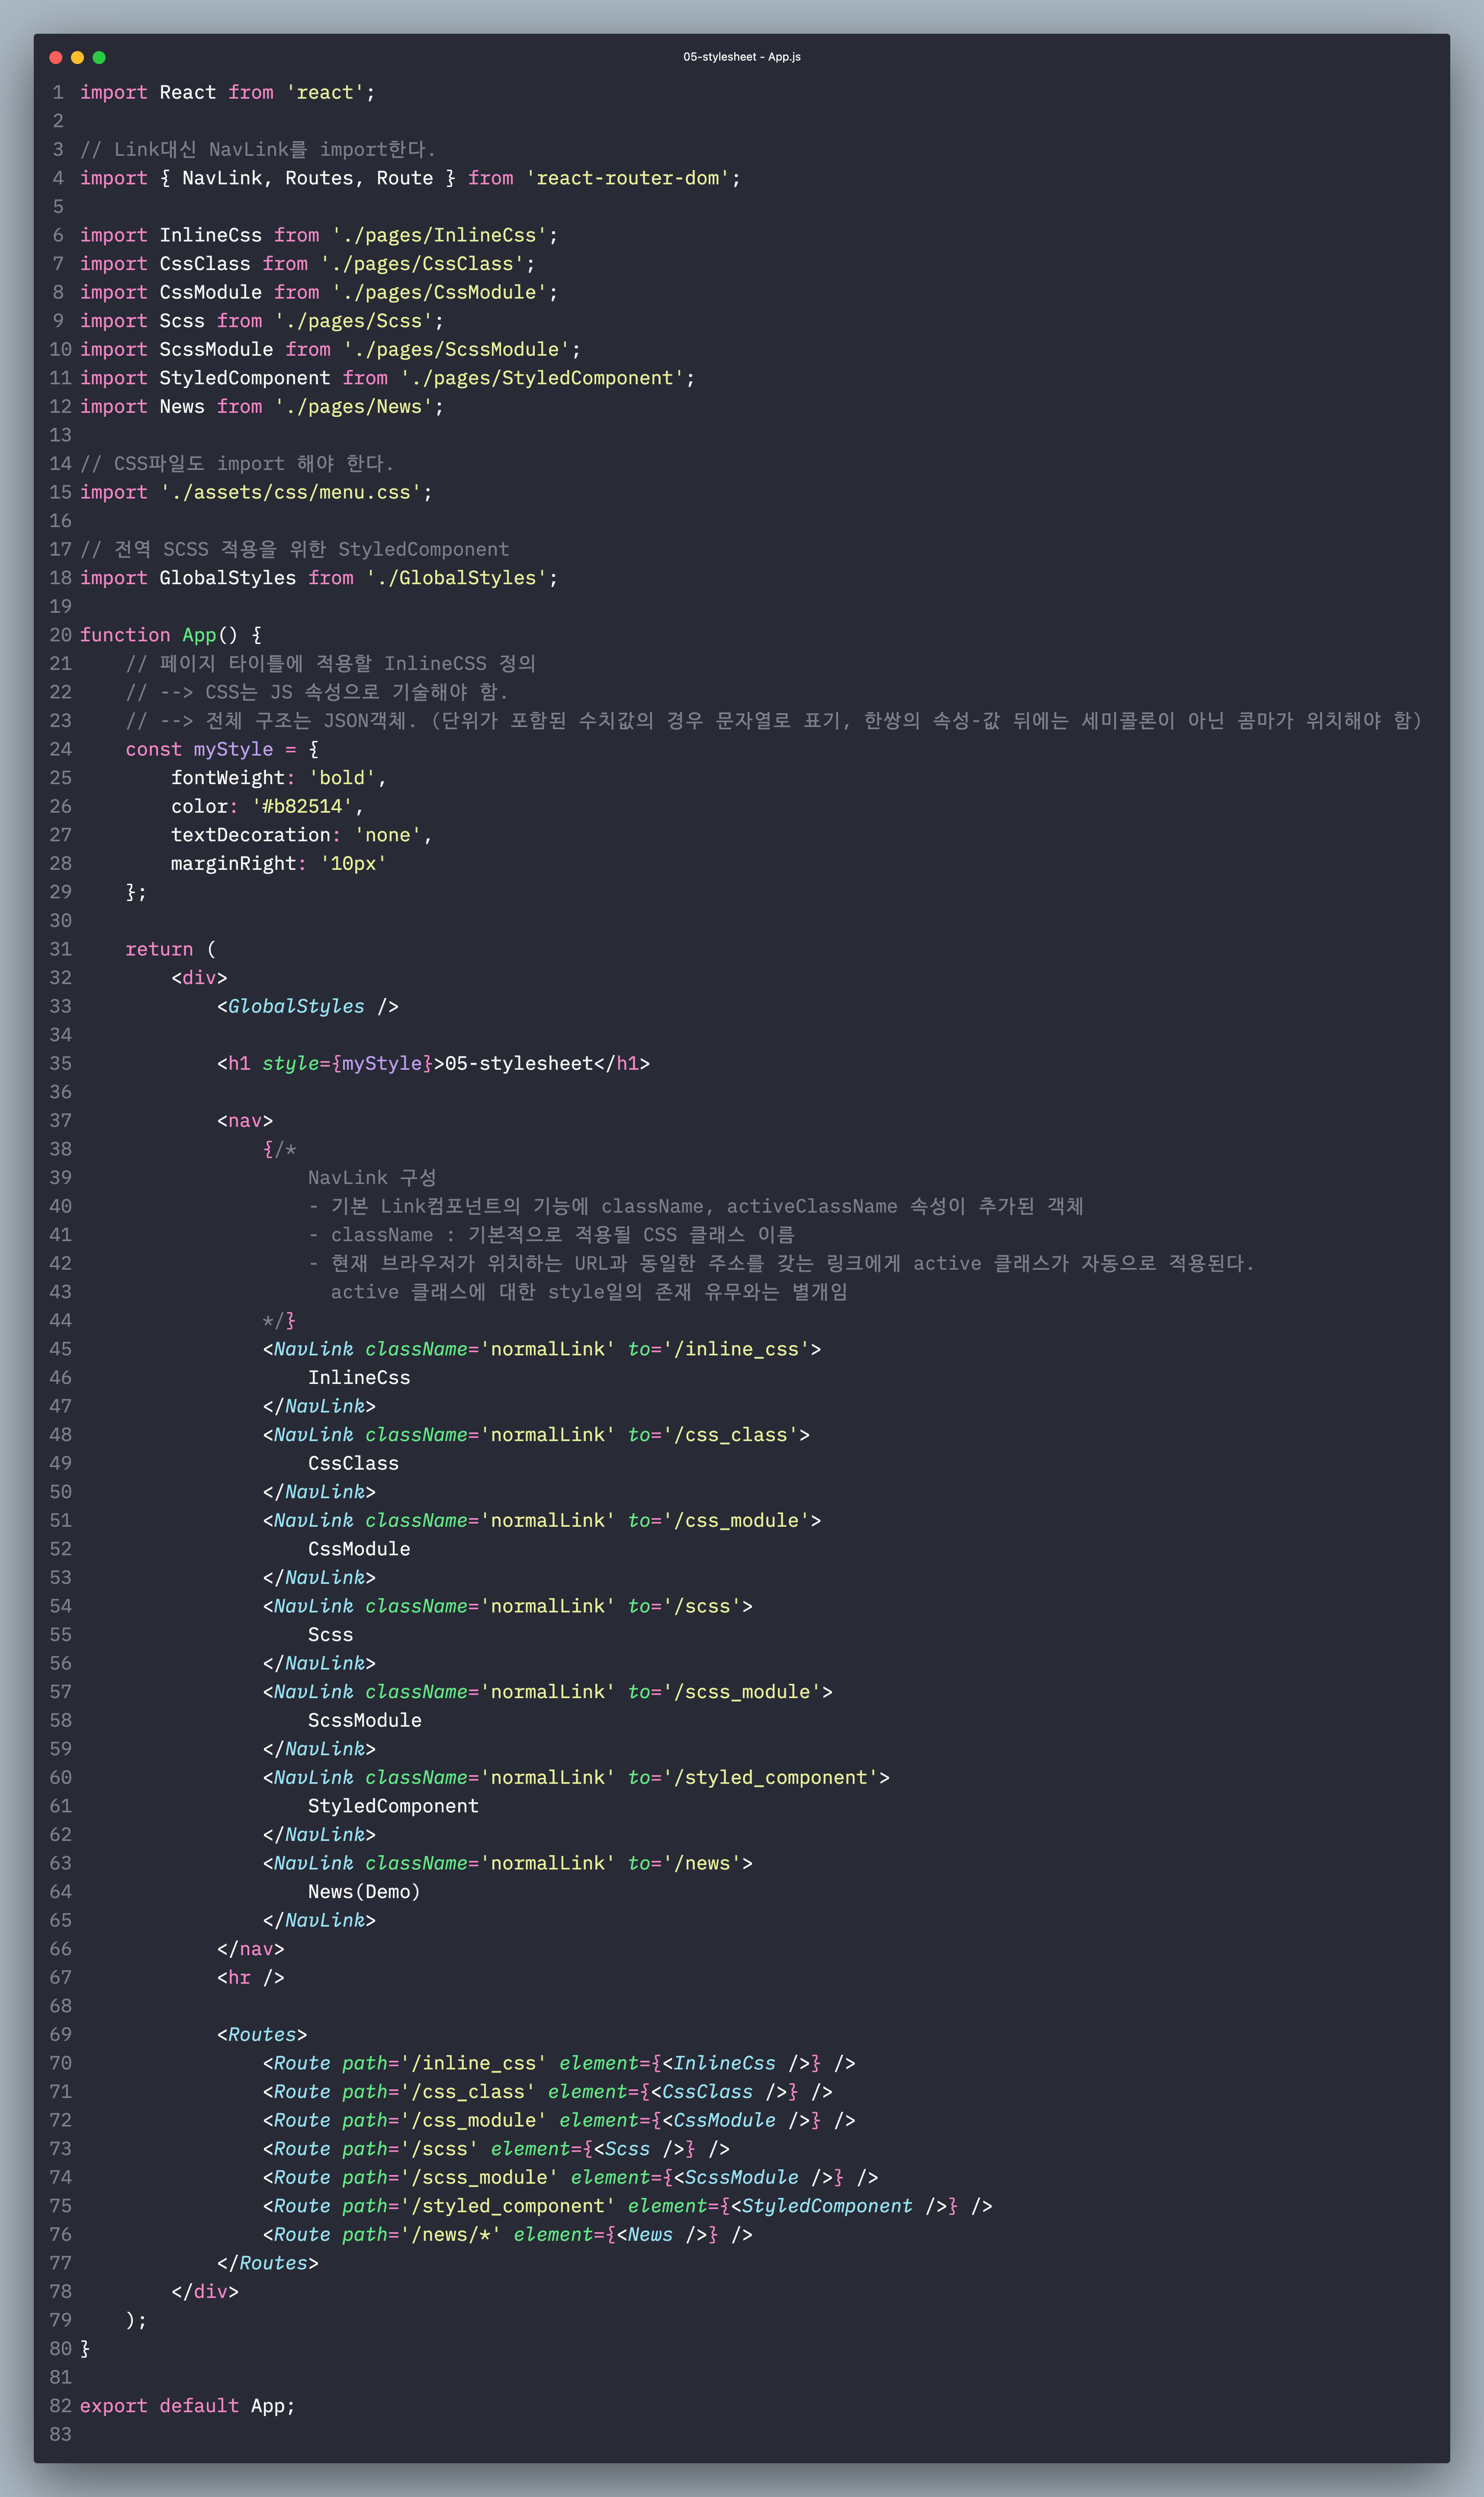 05-stylesheet - App.js
1 import React from 'react';
2
3 // Link대신 NavLink를 import한다.
4 import { NavLink, Routes, Route } from 'react-router-dom';
5
6 import InlineCss from './pages/InlineCss';
7 import CssClass from './pages/CssClass';
8 import CssModule from './pages/CssModule';
9 import Scss from './pages/Scss';
10 import ScssModule from './pages/ScssModule';
11 import StyledComponent from './pages/StyledComponent';
12 import News from './pages/News';
13
14 // CSS파일도 import 해야 한다.
15 import './assets/css/menu.css';
16
17 // 전역 SCSS 적용을 위한 StyledComponent
18 import GlobalStyles from './GlobalStyles';
19
20 function App() {
21     // 페이지 타이틀에 적용할 InlineCSS 정의
22     // --> CSS는 JS 속성으로 기술해야 함.
23     // --> 전체 구조는 JSON객체. (단위가 포함된 수치값의 경우 문자열로 표기, 한쌍의 속성-값 뒤에는 세미콜론이 아닌 콤마가 위치해야 함)
24     const myStyle = {
25         fontWeight: 'bold',
26         color: '#b82514',
27         textDecoration: 'none',
28         marginRight: '10px'
29     };
30
31     return (
32         <div>
33             <GlobalStyles />
34
35             <h1 style={myStyle}>05-stylesheet</h1>
36
37             <nav>
38                 {/*
39                     NavLink 구성
40                     - 기본 Link컴포넌트의 기능에 className, activeClassName 속성이 추가된 객체
41                     - className : 기본적으로 적용될 CSS 클래스 이름
42                     - 현재 브라우저가 위치하는 URL과 동일한 주소를 갖는 링크에게 active 클래스가 자동으로 적용된다.
43                       active 클래스에 대한 style일의 존재 유무와는 별개임
44                 */}
45                 <NavLink className='normalLink' to='/inline_css'>
46                     InlineCss
47                 </NavLink>
48                 <NavLink className='normalLink' to='/css_class'>
49                     CssClass
50                 </NavLink>
51                 <NavLink className='normalLink' to='/css_module'>
52                     CssModule
53                 </NavLink>
54                 <NavLink className='normalLink' to='/scss'>
55                     Scss
56                 </NavLink>
57                 <NavLink className='normalLink' to='/scss_module'>
58                     ScssModule
59                 </NavLink>
60                 <NavLink className='normalLink' to='/styled_component'>
61                     StyledComponent
62                 </NavLink>
63                 <NavLink className='normalLink' to='/news'>
64                     News(Demo)
65                 </NavLink>
66             </nav>
67             <hr />
68
69             <Routes>
70                 <Route path='/inline_css' element={<InlineCss />} />
71                 <Route path='/css_class' element={<CssClass />} />
72                 <Route path='/css_module' element={<CssModule />} />
73                 <Route path='/scss' element={<Scss />} />
74                 <Route path='/scss_module' element={<ScssModule />} />
75                 <Route path='/styled_component' element={<StyledComponent />} />
76                 <Route path='/news/*' element={<News />} />
77             </Routes>
78         </div>
79     );
80 }
81
82 export default App;
83